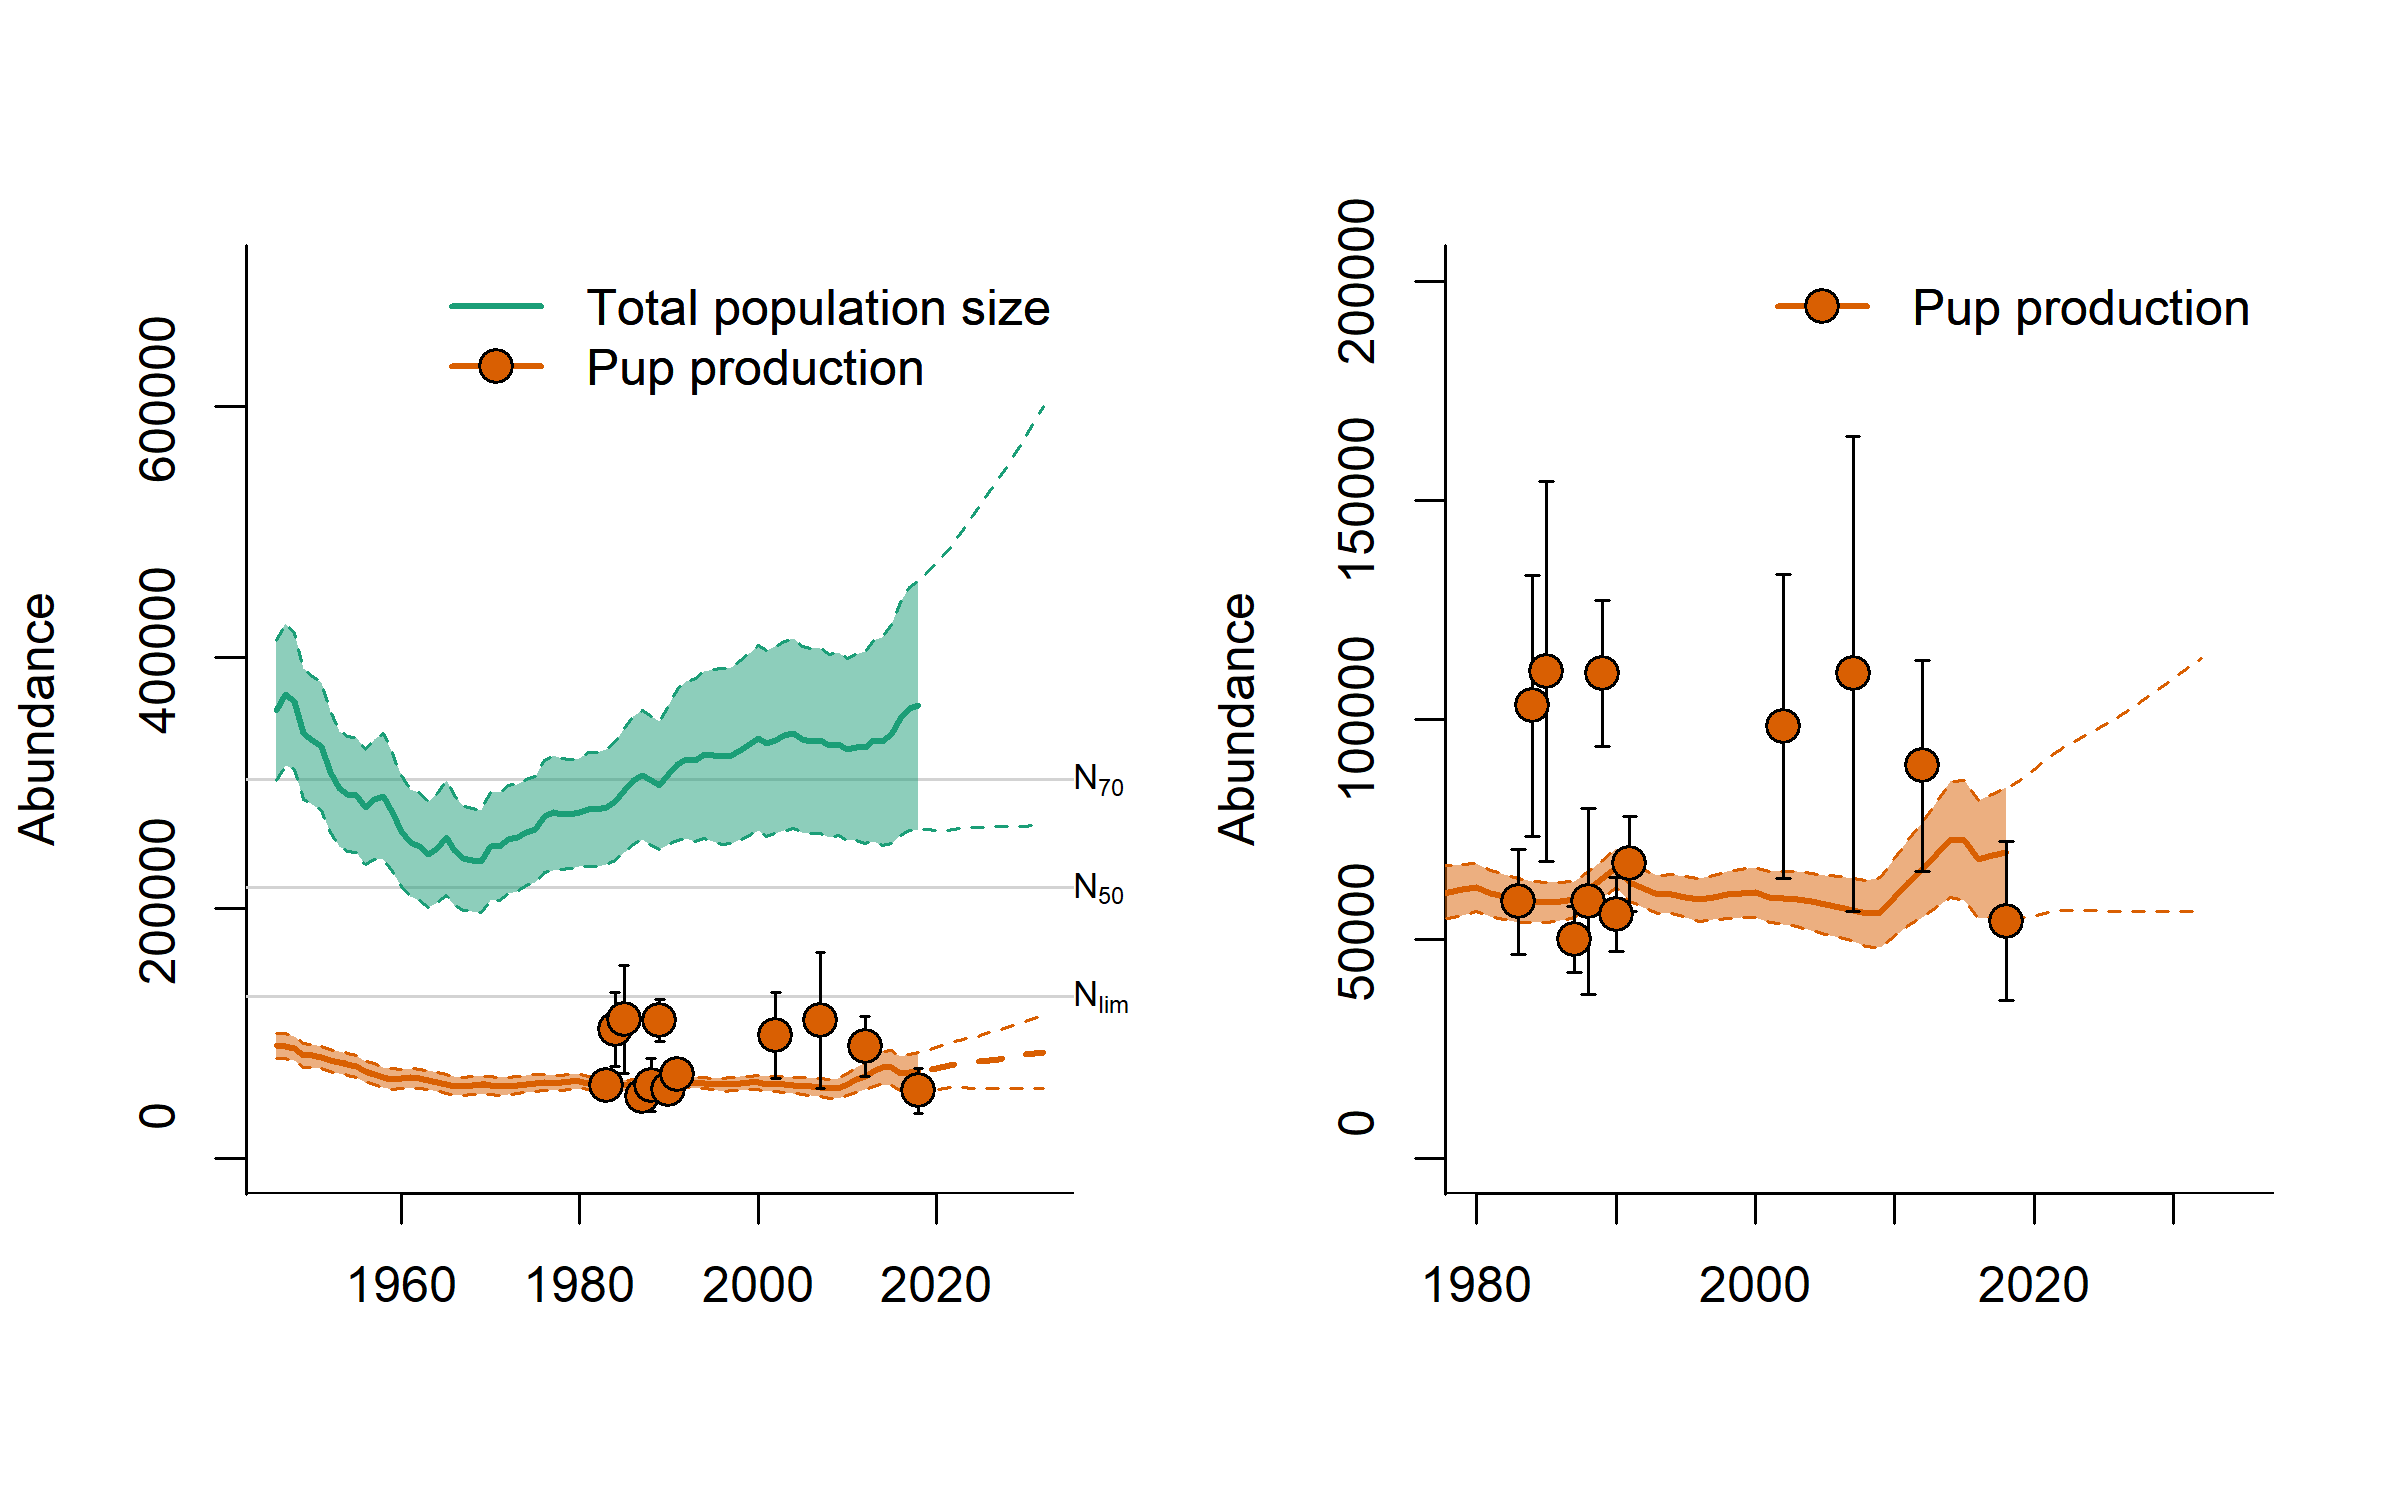 Total population size
Pup production
Abundance
600000
400000
200000
0
N70
N50
Nlim
1960 1980 2000 2020
Pup production
Abundance
200000
150000
100000
50000
0
1980 2000 2020